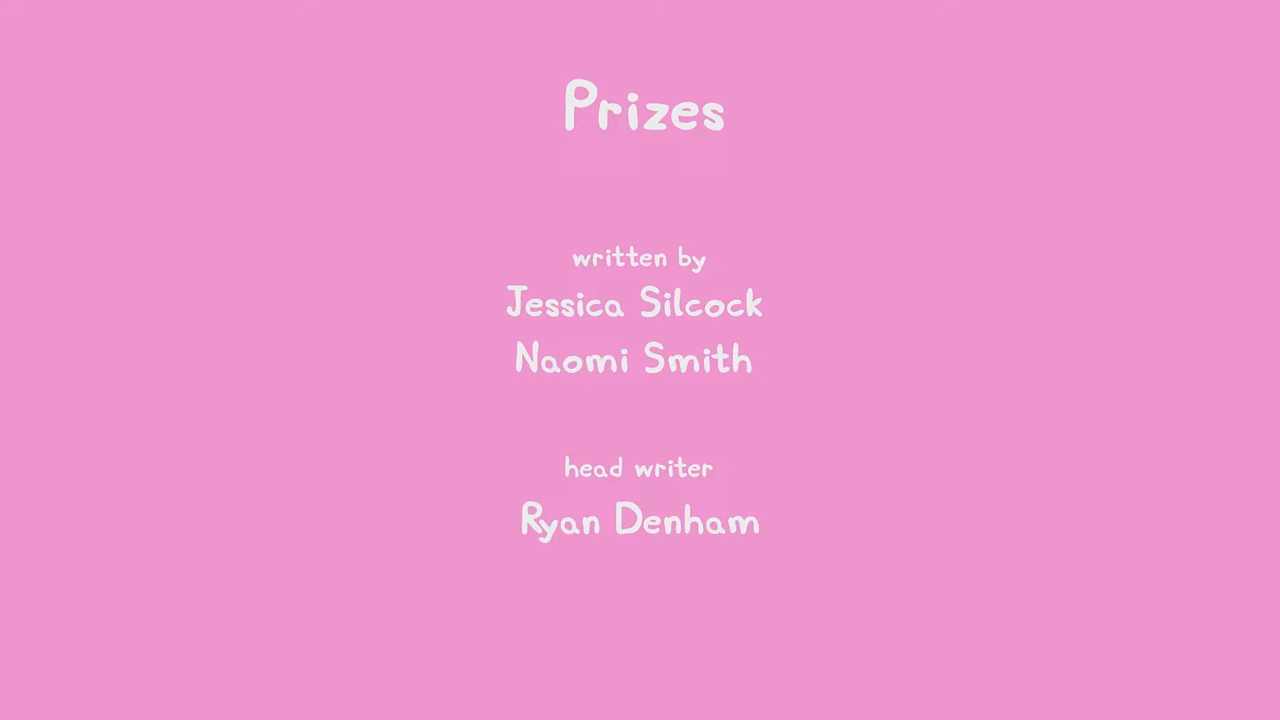 Prizes
written by
Jessica Silcock
Naomi Smith
head writer
Ryan Denham